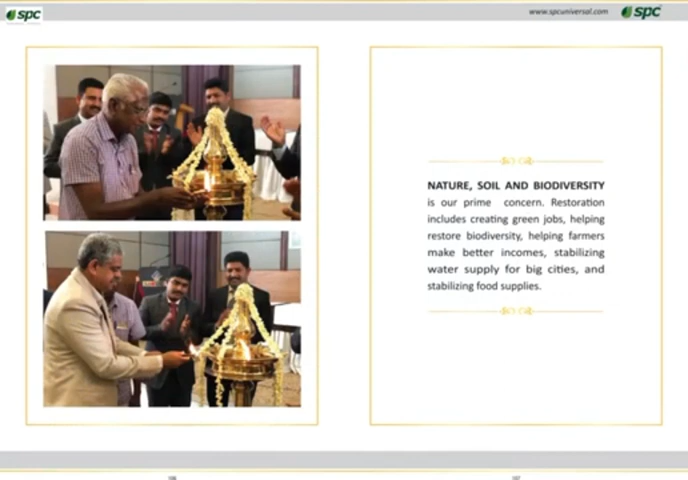 spc
www.spcuniversal.com spc
NATURE, SOIL AND BIODIVERSITY
is our prime concern. Restoration
includes creating green jobs, helping
restore biodiversity, helping farmers
make better incomes, stabilizing
water supply for big cities, and
stabilizing food supplies.